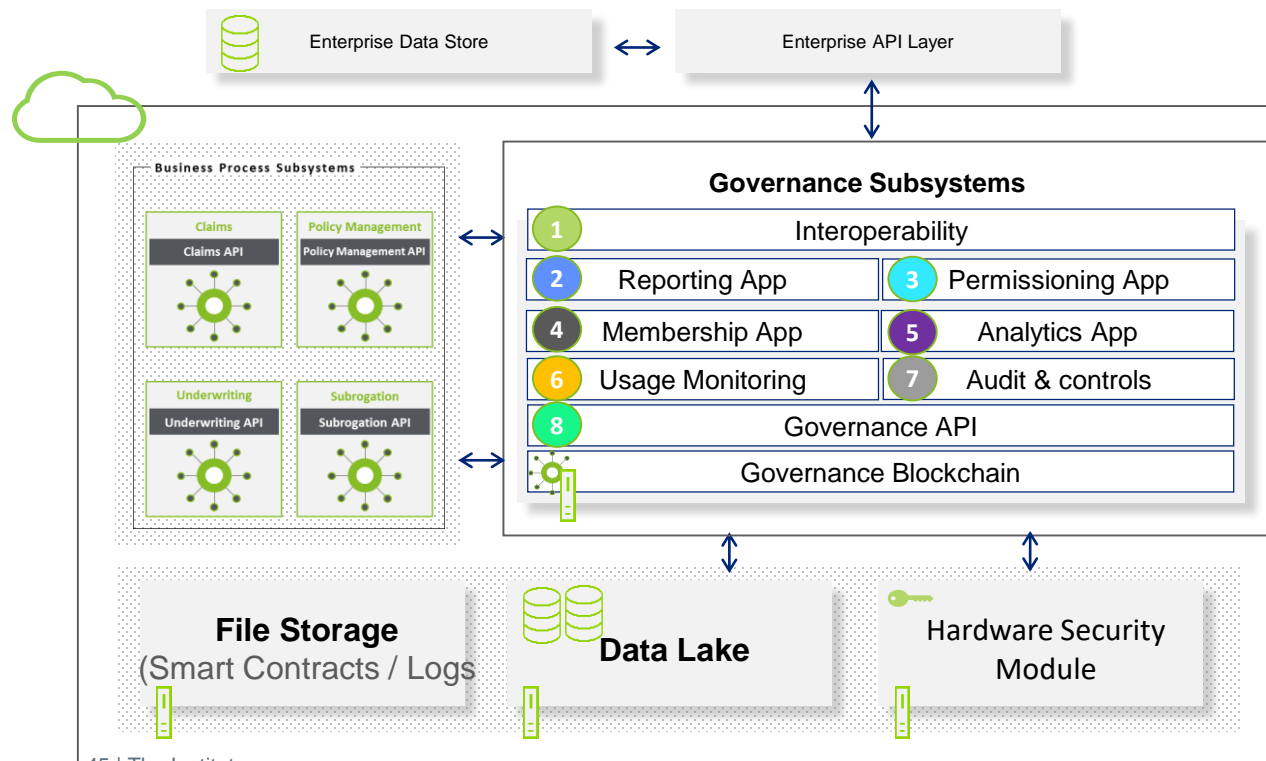 Enterprise Data Store
Enterprise API Layer
Business Process Subsystems
Claims
Claims API
Policy Management
Policy Management API
Underwriting
Underwriting API
Subrogation
Subrogation API
Governance Subsystems
1
Interoperability
2
Reporting App
3
Permissioning App
4
Membership App
5
Analytics App
6
Usage Monitoring
7
Audit & controls
8
Governance API
Governance Blockchain
File Storage
(Smart Contracts / Logs
Data Lake
Hardware Security
Module